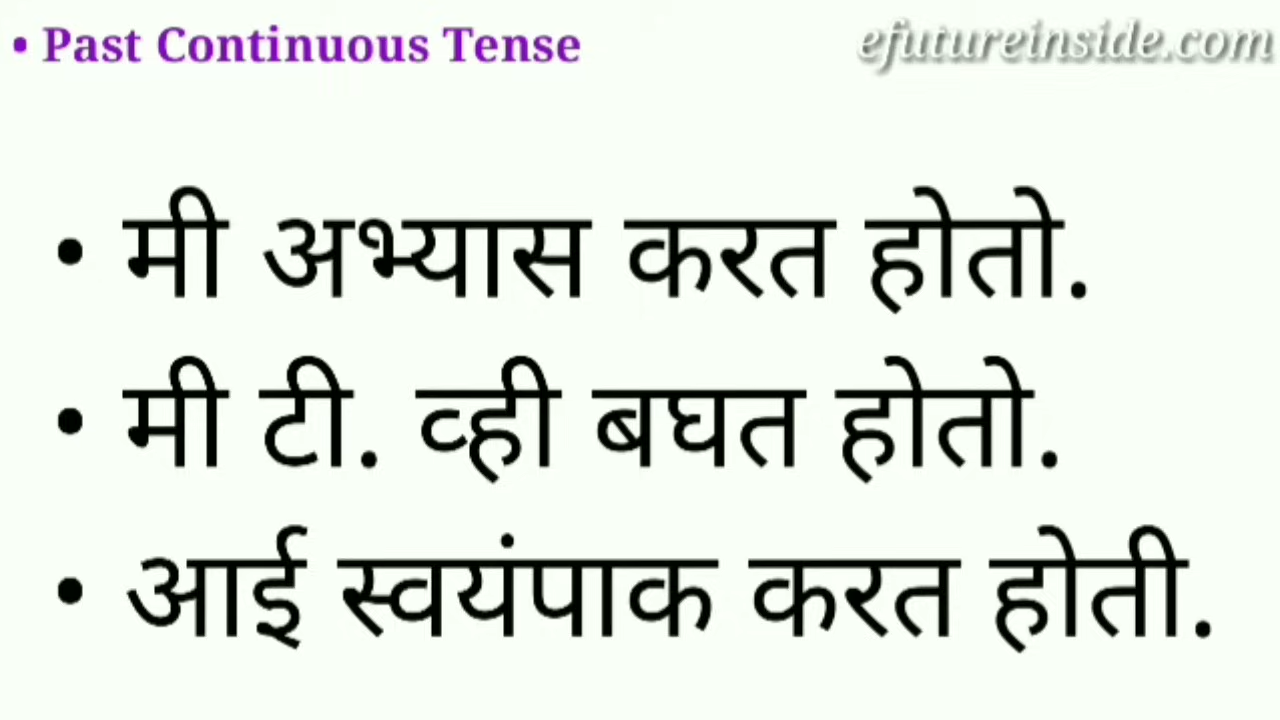 • Past Continuous Tense
efutureinside.com
• मी अभ्यास करत होतो.
• मी टी. व्ही बघत होतो.
• आई स्वयंपाक करत होती.